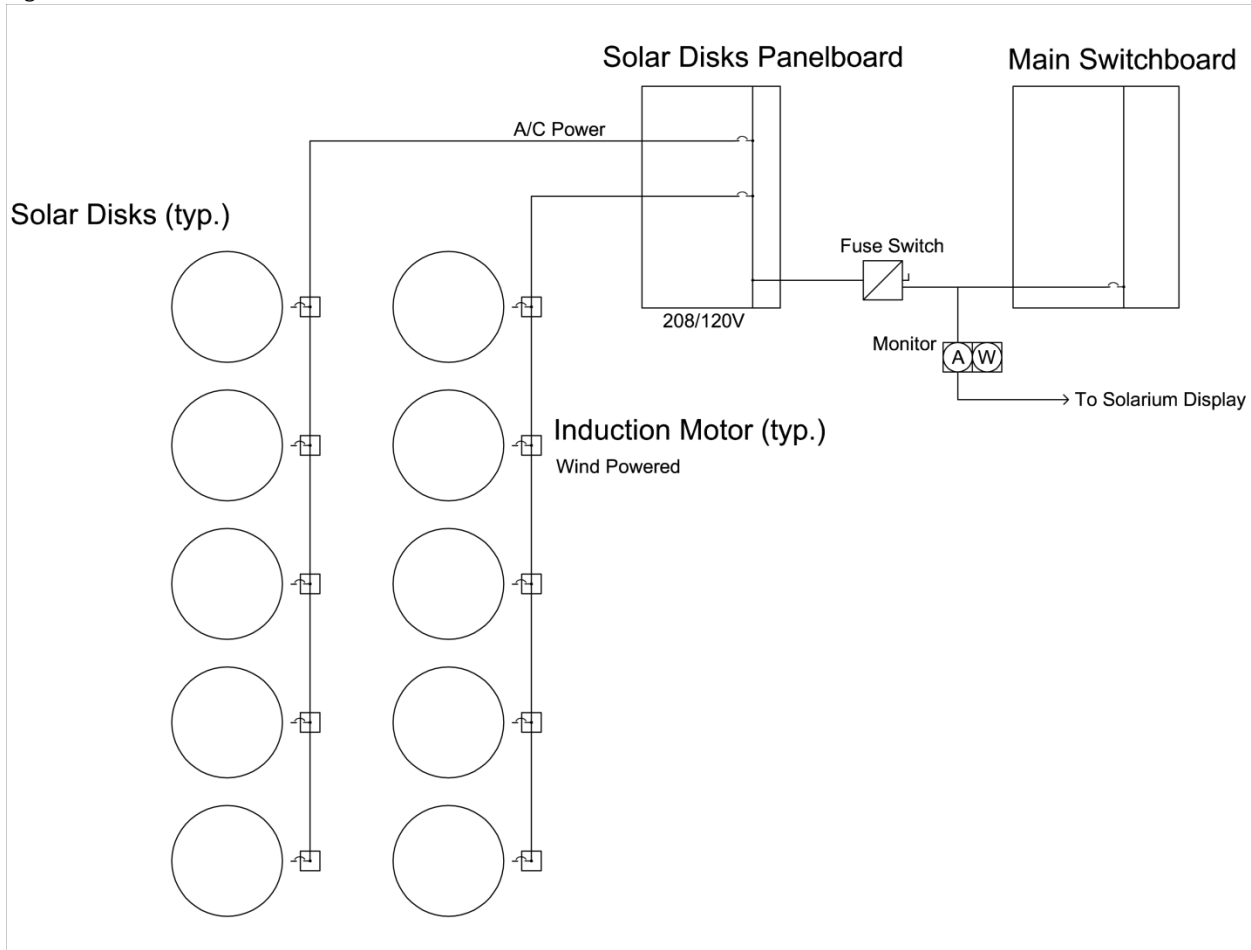 Solar Disks Panelboard
Main Switchboard
A/C Power
Solar Disks (typ.)
Fuse Switch
208/120V
Monitor
A
W
To Solarium Display
Induction Motor (typ.)
Wind Powered